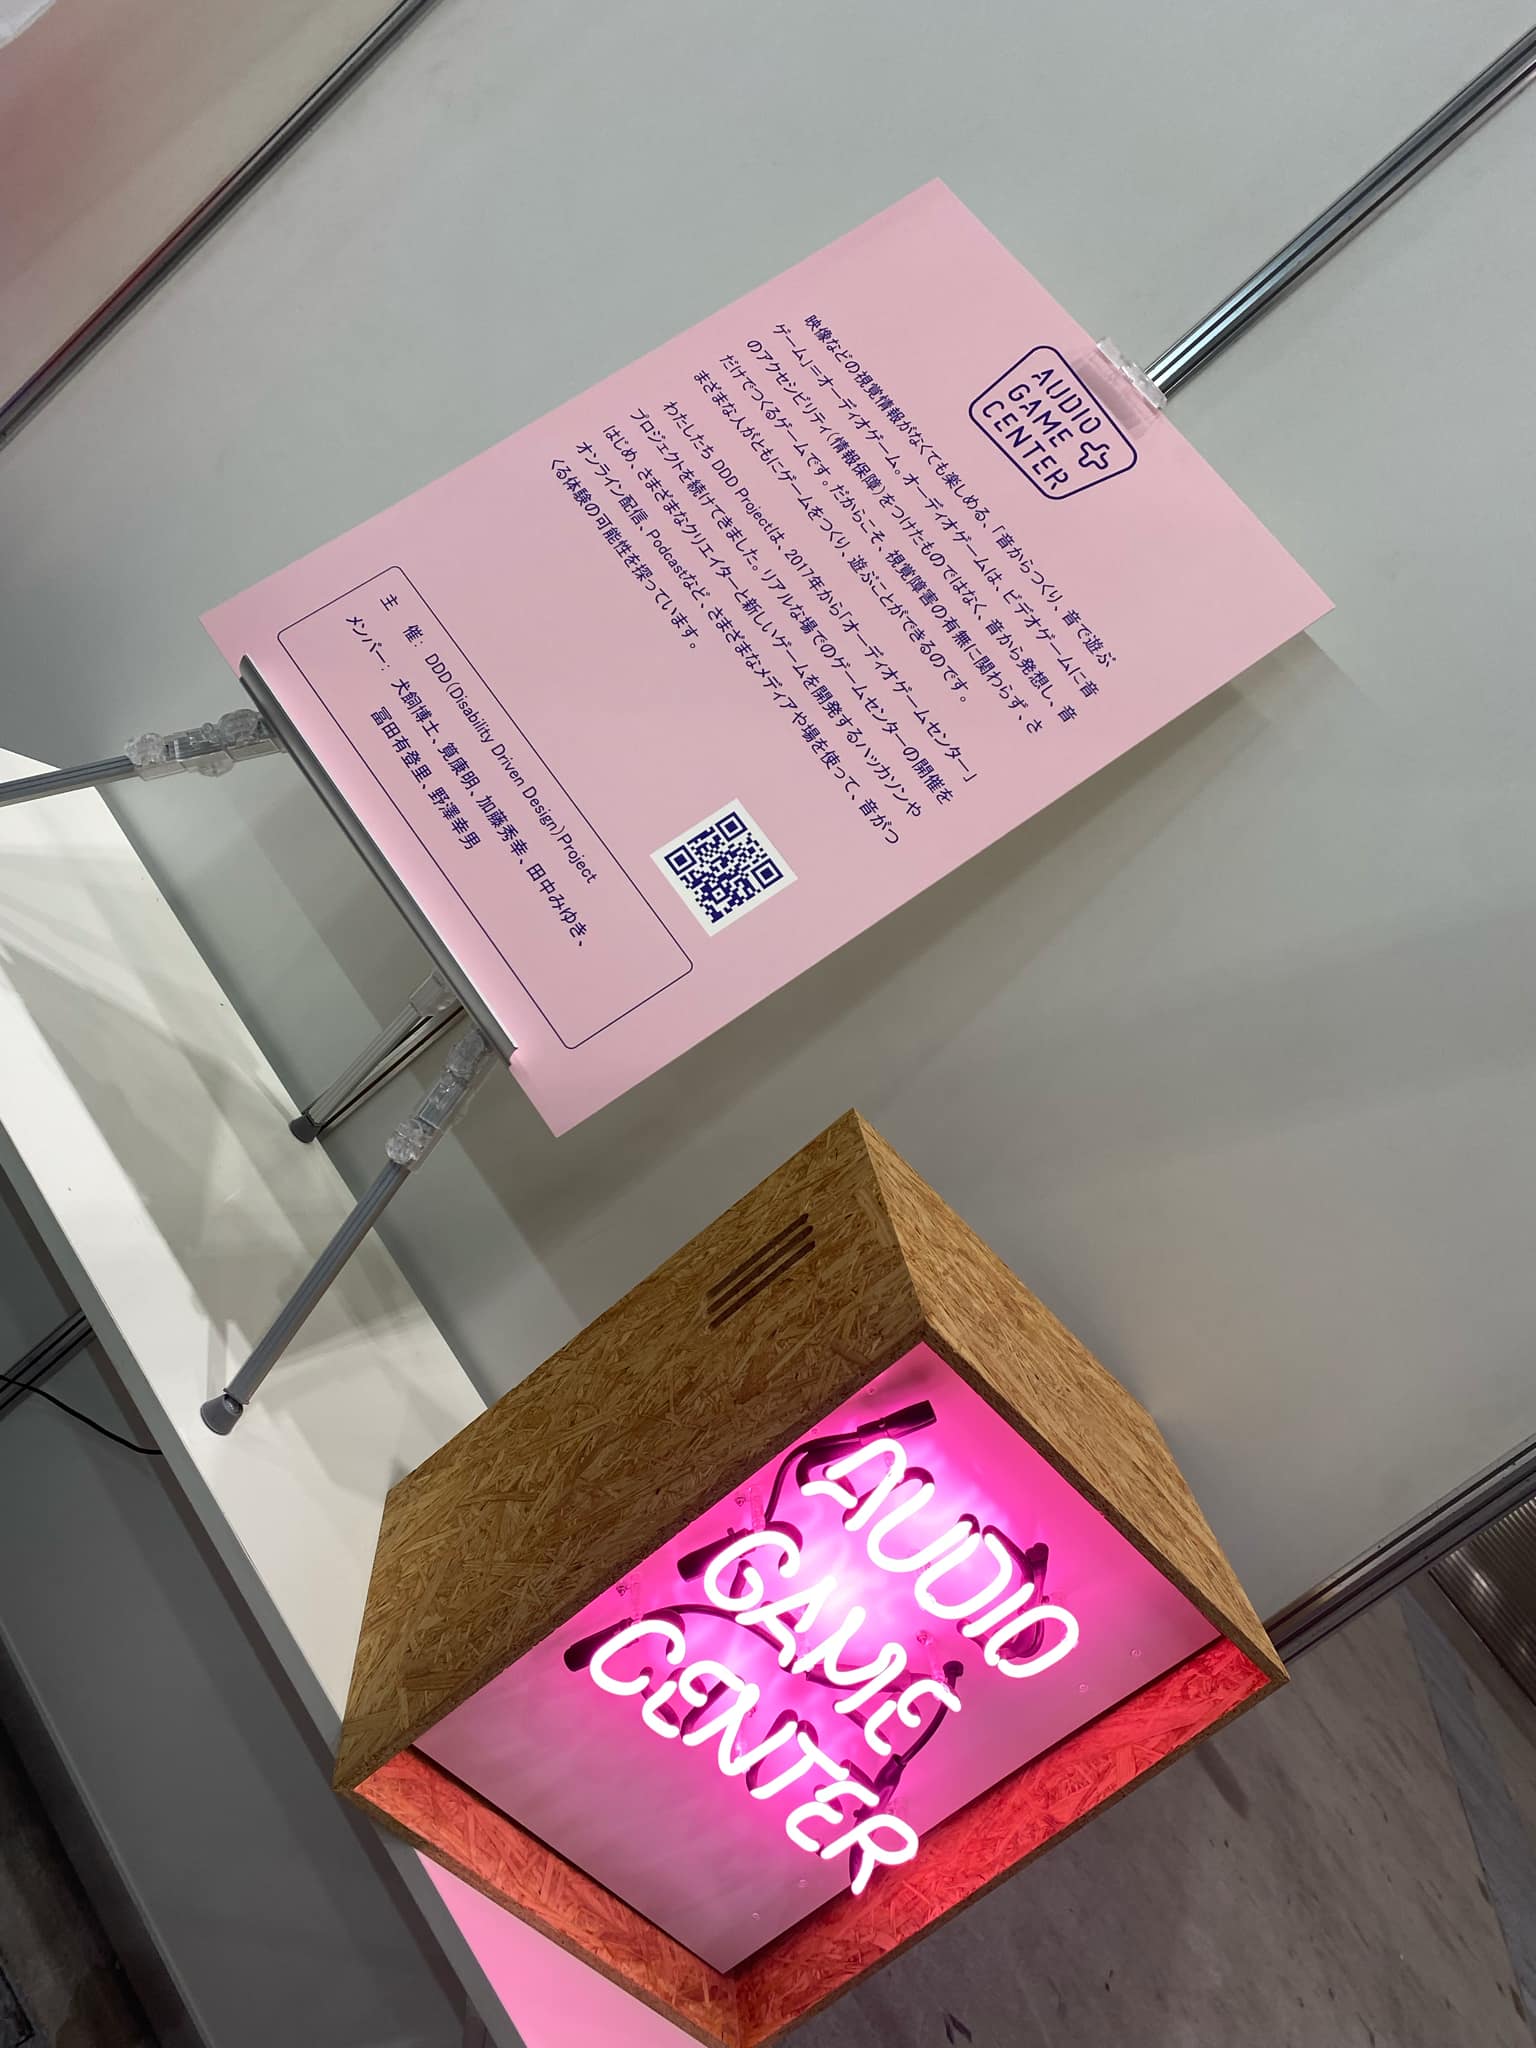 AUDIO
GAME
CENTER
映像などの視覚情報がなくても楽しめる、「音からつくり、音で遊ぶ
ゲーム」=オーディオゲーム。オーディオゲームは、ビデオゲームに音
のアクセシビリティ(情報保障)をつけたものではなく、音から発想し、音
だけでつくるゲームです。だからこそ、視覚障害の有無に関わらず、さ
まざまな人がともにゲームをつくり、遊ぶことができるのです。
わたしたち DDD Projectは、2017年から「オーディオゲームセンター」
プロジェクトを続けてきました。リアルな場でのゲームセンターの開催を
はじめ、さまざまなクリエイターと新しいゲームを開発するハッカソンや
オンライン配信、Podcastなど、さまざまなメディアや場を使って、音がつ
くる体験の可能性を探っています。
主 催: DDD(Disability Driven Design)Project
メンバー: 犬飼博士、筧康明、加藤秀幸、田中みゆき、
冨田有登里、野澤幸男
AUDIO
GAME
CENTER